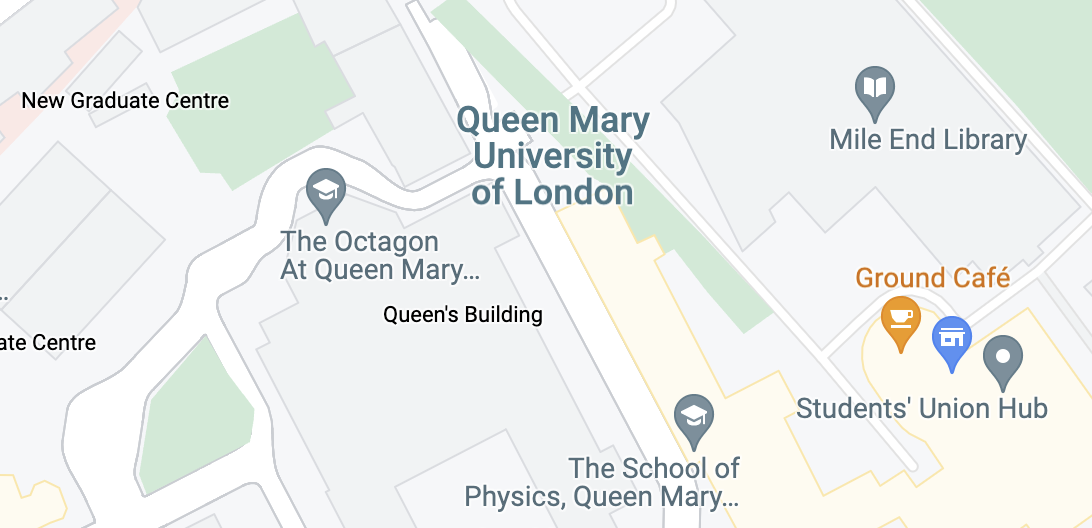 New Graduate Centre
Queen Mary
University
of London
Mile End Library
The Octagon
At Queen Mary...
Ground Café
..
Queen's Building
ate Centre
Students' Union Hub
The School of
Physics, Queen Mary...